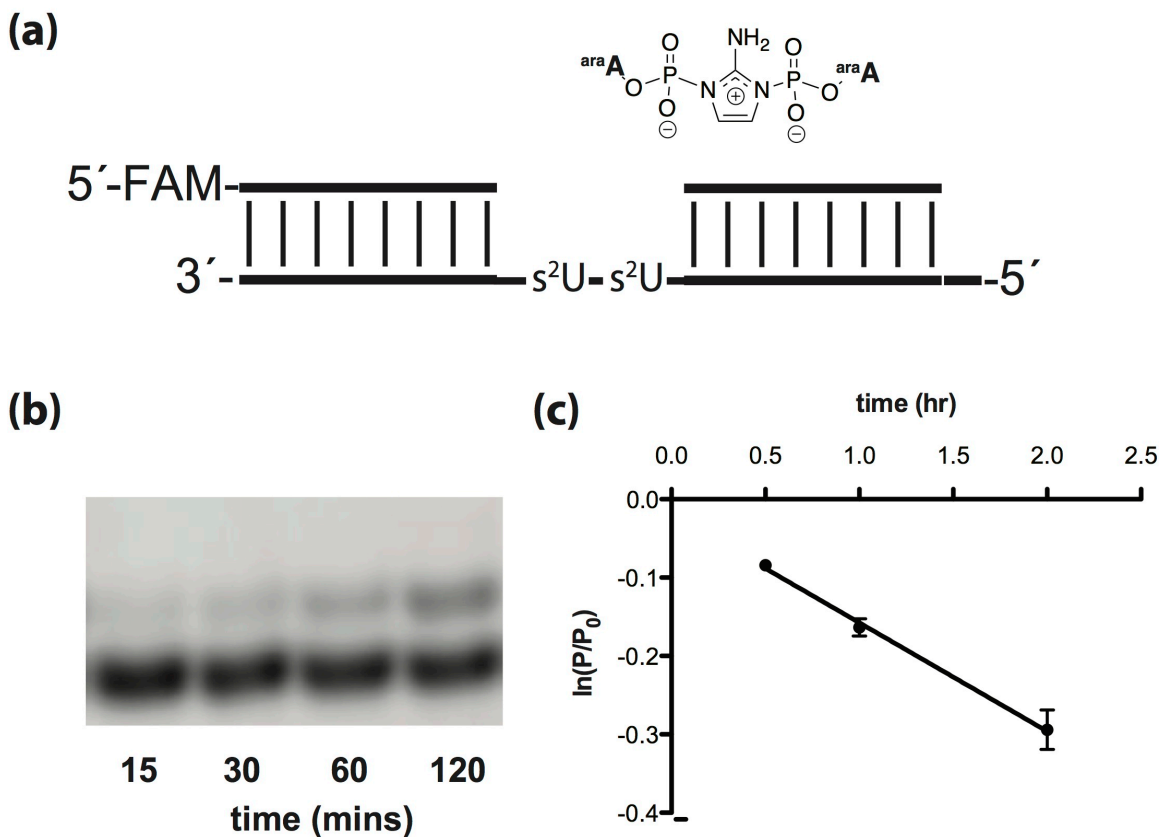 (a)
O NH₂ O
araA O P N ⊕ N P O araA
O⊖ O⊖
5´-FAM-
3´- s²U-s²U -5´
(b)
15 30 60 120
time (mins)
(c)
time (hr)
0.0 0.5 1.0 1.5 2.0 2.5
0.0
-0.1
-0.2
-0.3
-0.4
ln(P/P₀)